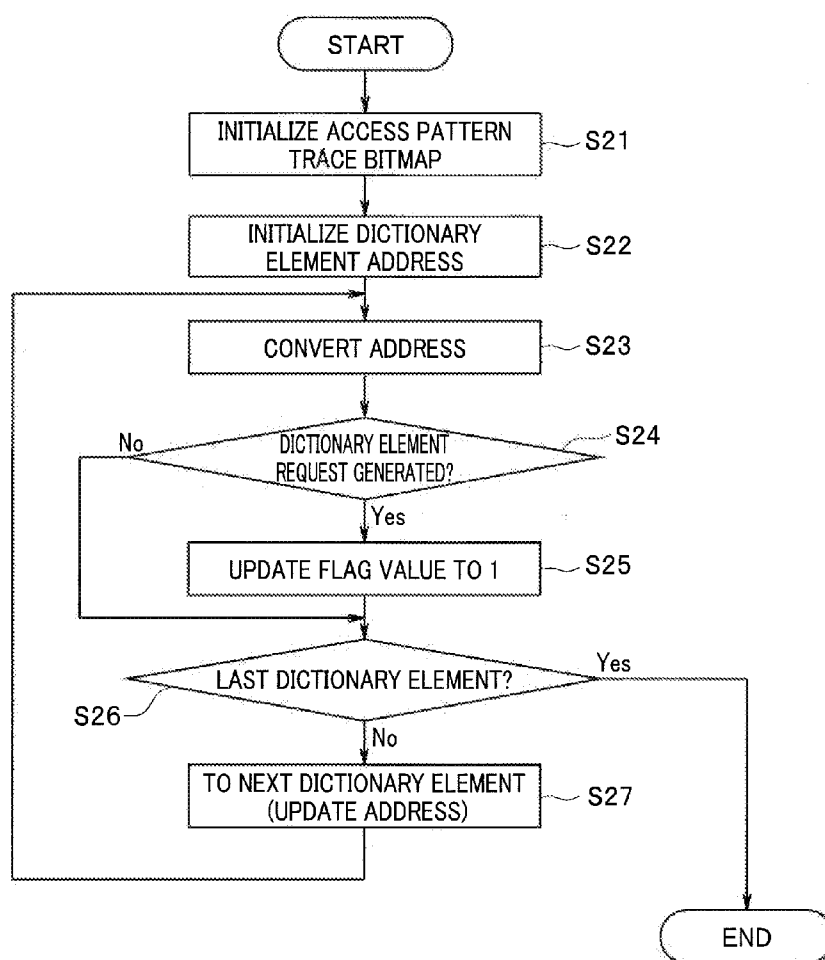 START
INITIALIZE ACCESS PATTERN
TRACE BITMAP
S21
INITIALIZE DICTIONARY
ELEMENT ADDRESS
S22
CONVERT ADDRESS
S23
No
DICTIONARY ELEMENT
REQUEST GENERATED?
S24
Yes
UPDATE FLAG VALUE TO 1
S25
LAST DICTIONARY ELEMENT?
Yes
S26
No
TO NEXT DICTIONARY ELEMENT
(UPDATE ADDRESS)
S27
END